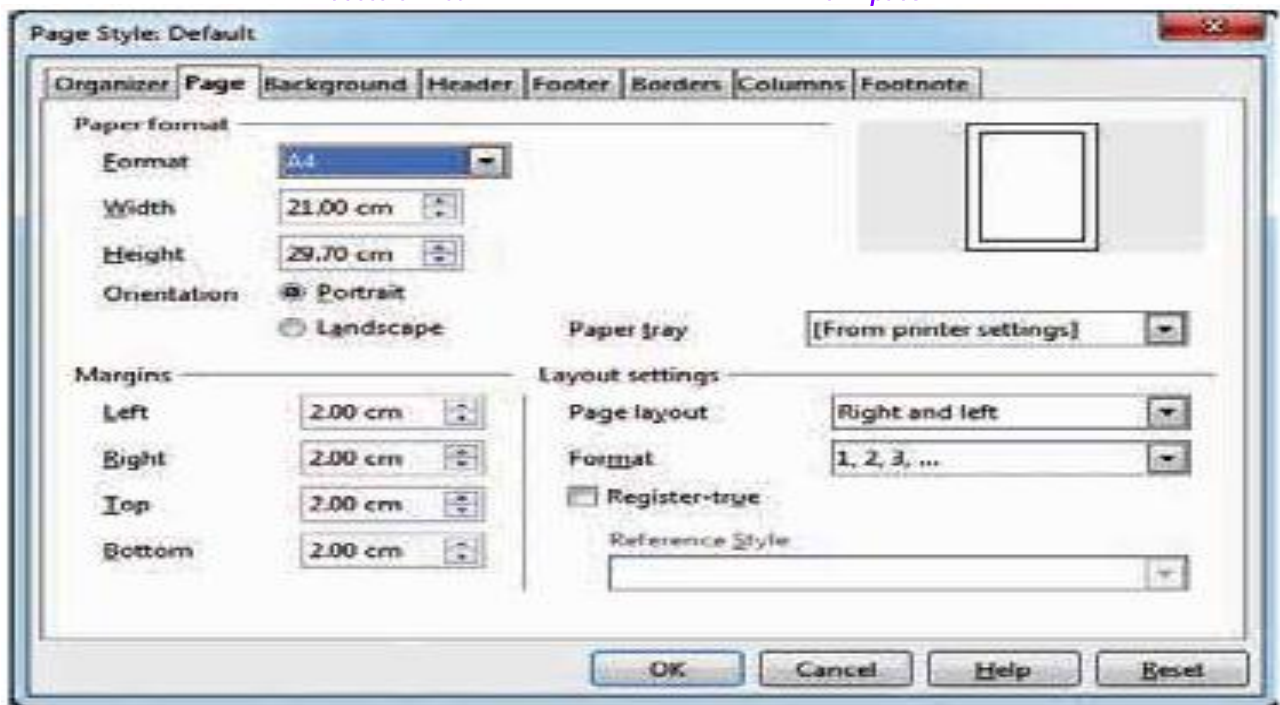 Page Style: Default
Organizer Page Background Header Footer Borders Columns Footnote
Paper format
Format A4
Width 21.00 cm
Height 29.70 cm
Orientation Portrait
Landscape Paper tray [From printer settings]
Margins Layout settings
Left 2.00 cm Page layout Right and left
Right 2.00 cm Format 1, 2, 3, ...
Top 2.00 cm Register-true
Bottom 2.00 cm Reference Style
OK Cancel Help Reset